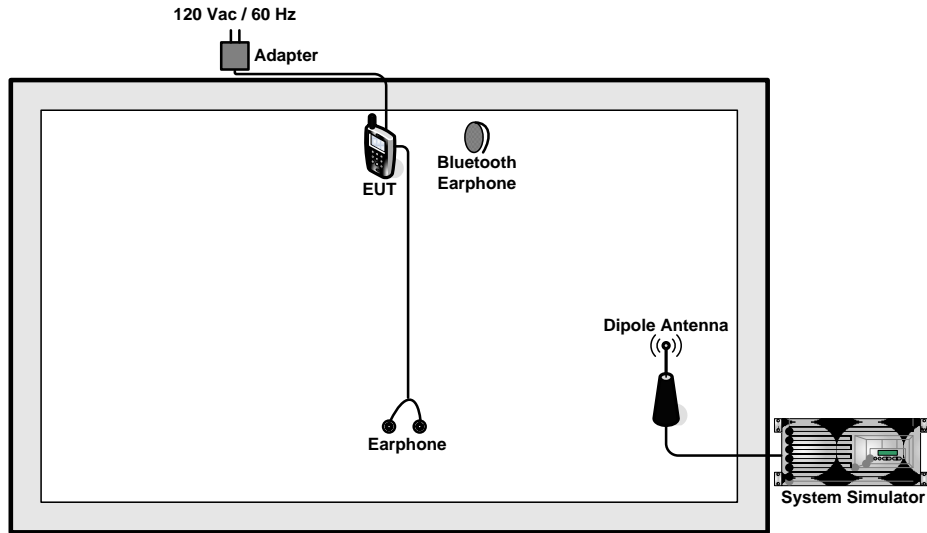 120 Vac / 60 Hz
Adapter
EUT
Bluetooth
Earphone
Dipole Antenna
Earphone
System Simulator